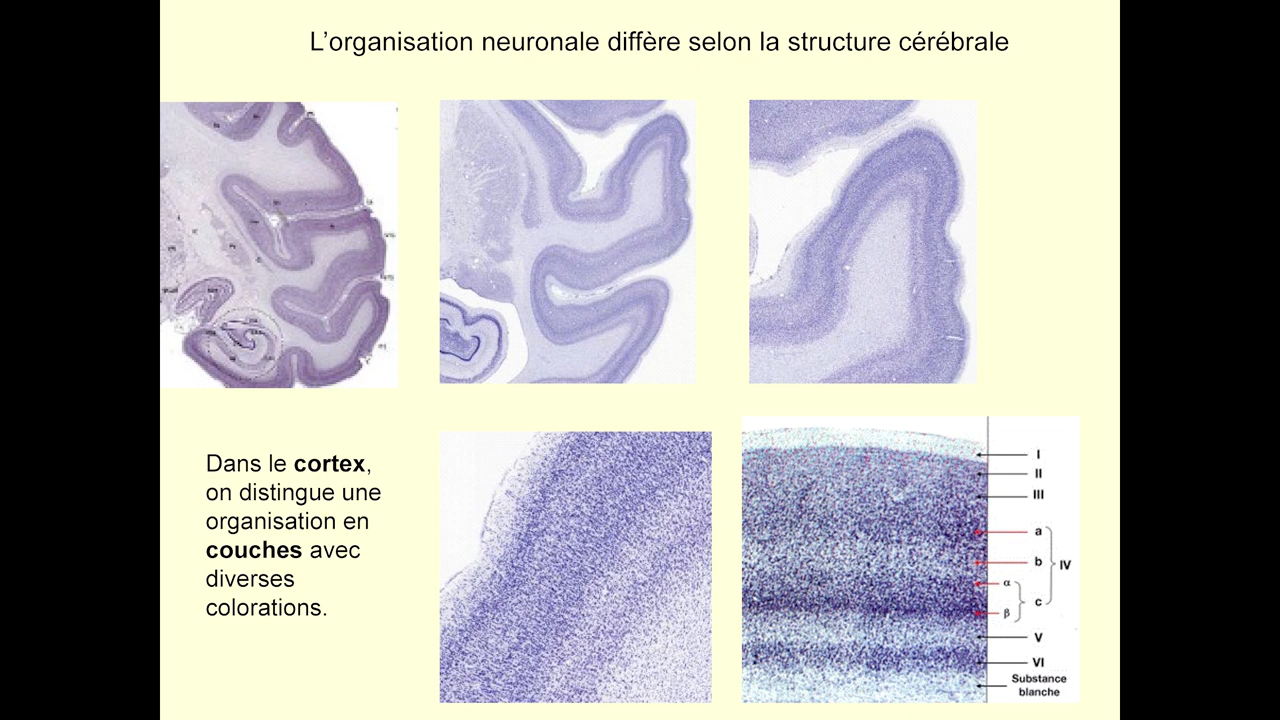 L’organisation neuronale diffère selon la structure cérébrale
Dans le cortex,
on distingue une
organisation en
couches avec
diverses
colorations.
I
II
III
a
b
IV
α
c
β
V
VI
Substance
blanche